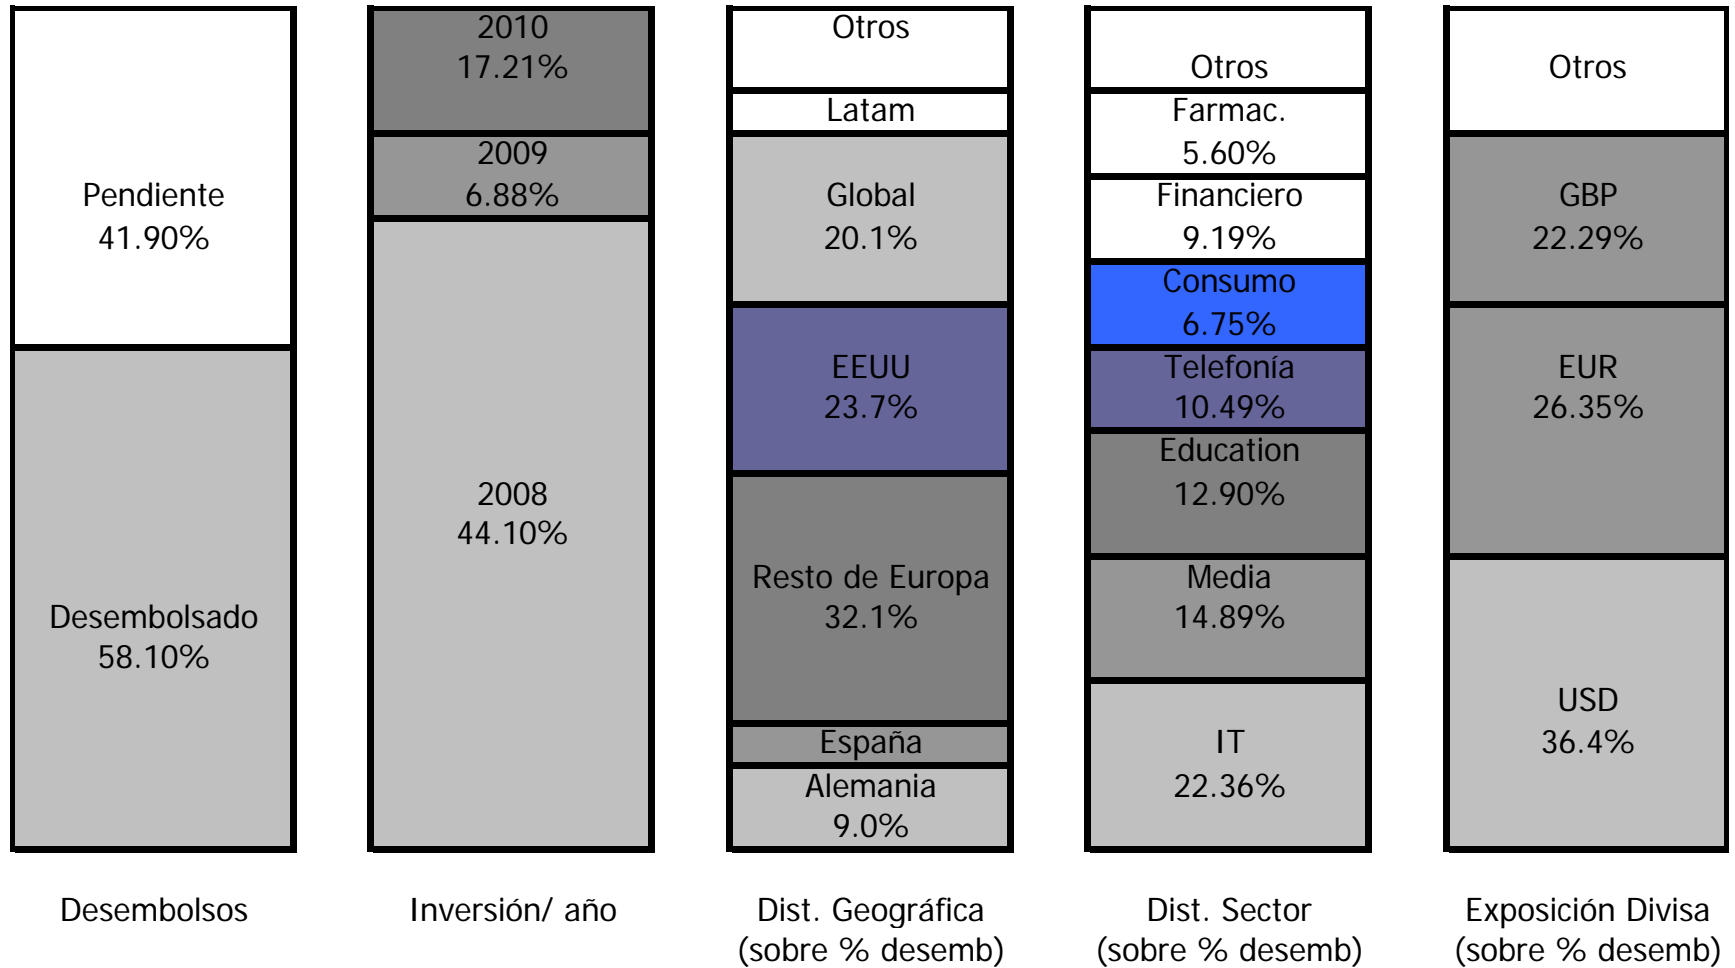 Pendiente
41.90%
Desembolsado
58.10%
Desembolsos
2010
17.21%
2009
6.88%
2008
44.10%
Inversión/ año
Otros
Latam
Global
20.1%
EEUU
23.7%
Resto de Europa
32.1%
España
Alemania
9.0%
Dist. Geográfica
(sobre % desemb)
Otros
Farmac.
5.60%
Financiero
9.19%
Consumo
6.75%
Telefonía
10.49%
Education
12.90%
Media
14.89%
IT
22.36%
Dist. Sector
(sobre % desemb)
Otros
GBP
22.29%
EUR
26.35%
USD
36.4%
Exposición Divisa
(sobre % desemb)